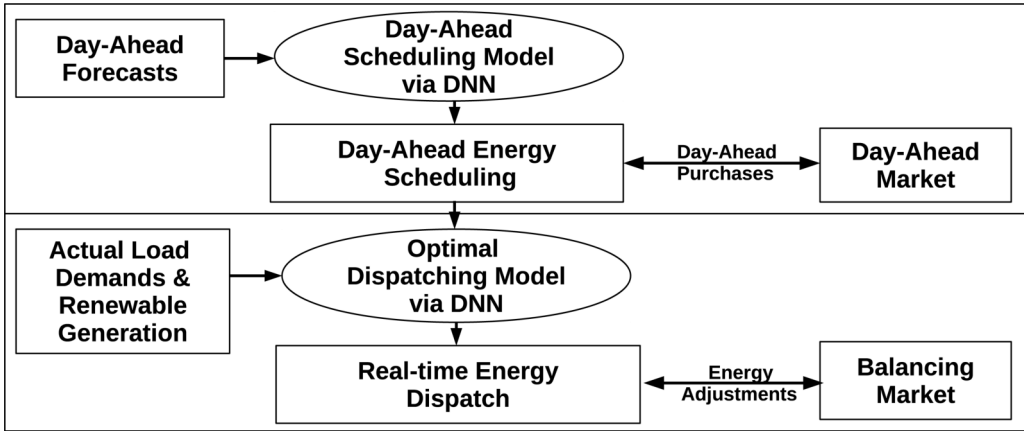 Day-Ahead
Forecasts
Day-Ahead
Scheduling Model
via DNN
Day-Ahead Energy
Scheduling
Day-Ahead
Purchases
Day-Ahead
Market
Actual Load
Demands &
Renewable
Generation
Optimal
Dispatching Model
via DNN
Real-time Energy
Dispatch
Energy
Adjustments
Balancing
Market